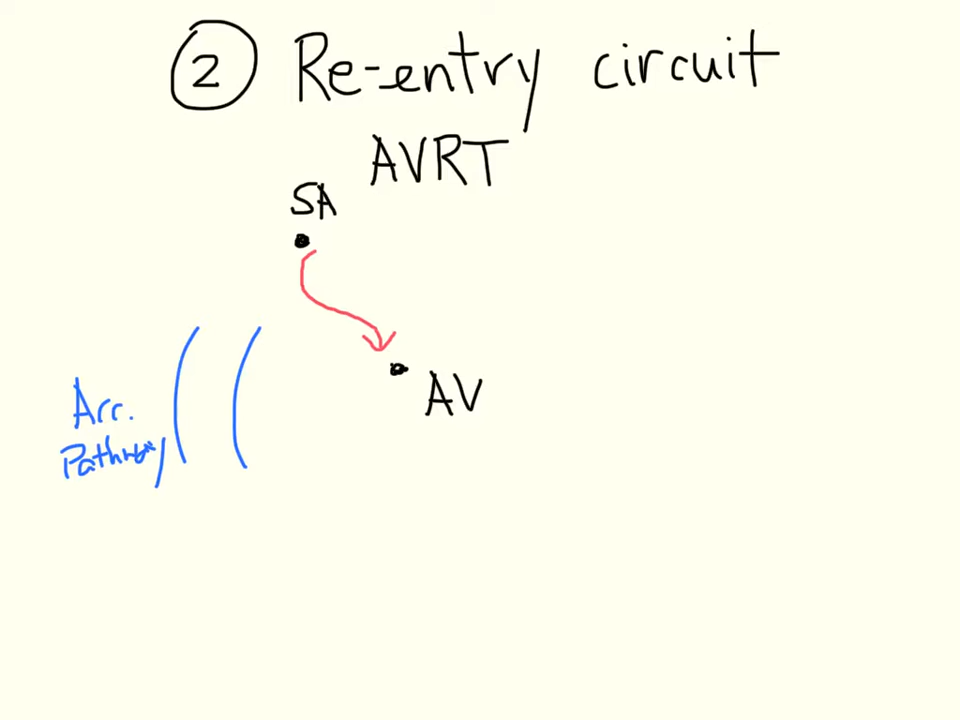 ② Re-entry circuit
AVRT
SA
AV
Acc.
Pathway